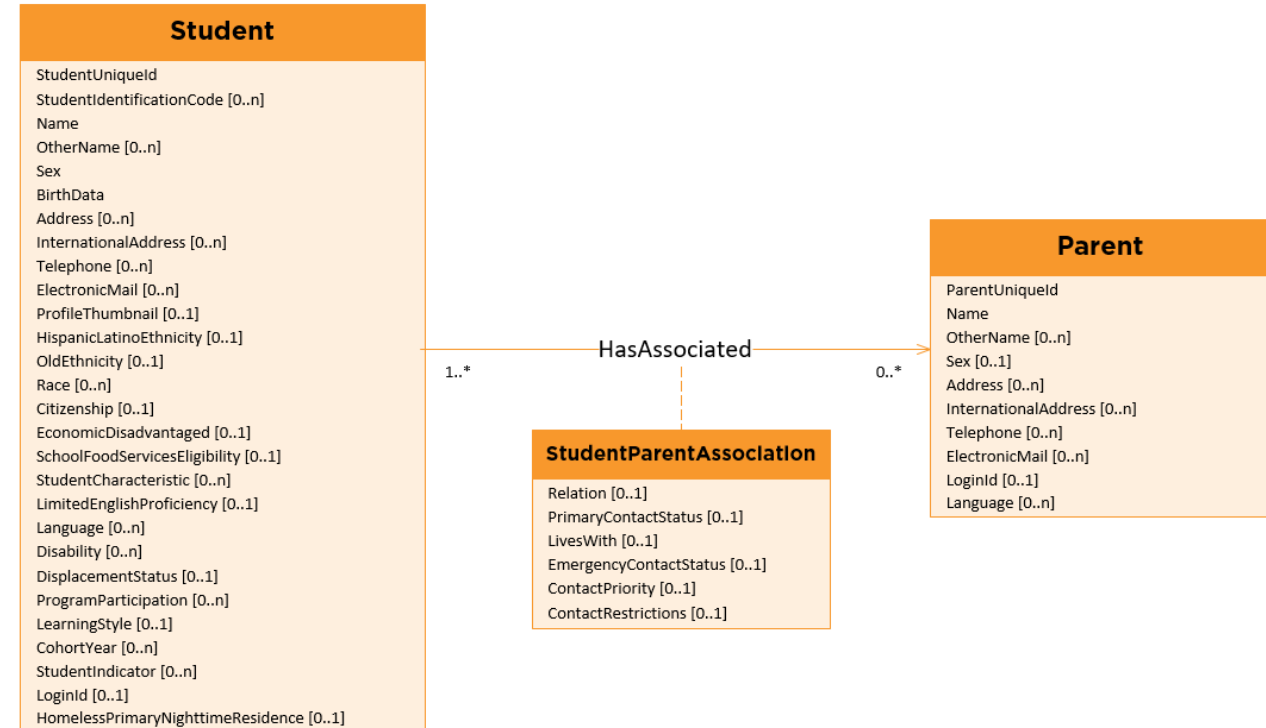 Student
StudentUniqueId
StudentIdentificationCode [0..n]
Name
OtherName [0..n]
Sex
BirthData
Address [0..n]
InternationalAddress [0..n]
Telephone [0..n]
ElectronicMail [0..n]
ProfileThumbnail [0..1]
HispanicLatinoEthnicity [0..1]
OldEthnicity [0..1]
Race [0..n]
Citizenship [0..1]
EconomicDisadvantaged [0..1]
SchoolFoodServicesEligibility [0..1]
StudentCharacteristic [0..n]
LimitedEnglishProficiency [0..1]
Language [0..n]
Disability [0..n]
DisplacementStatus [0..1]
ProgramParticipation [0..n]
LearningStyle [0..1]
CohortYear [0..n]
StudentIndicator [0..n]
LoginId [0..1]
HomelessPrimaryNighttimeResidence [0..1]
HasAssociated
1..*
0..*
StudentParentAssociation
Relation [0..1]
PrimaryContactStatus [0..1]
LivesWith [0..1]
EmergencyContactStatus [0..1]
ContactPriority [0..1]
ContactRestrictions [0..1]
Parent
ParentUniqueId
Name
OtherName [0..n]
Sex [0..1]
Address [0..n]
InternationalAddress [0..n]
Telephone [0..n]
ElectronicMail [0..n]
LoginId [0..1]
Language [0..n]